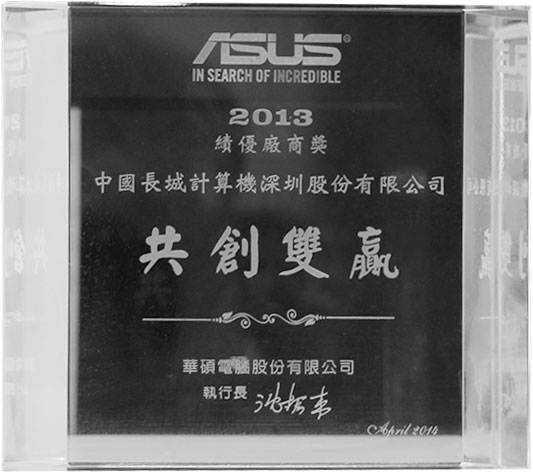 ASUS®
IN SEARCH OF INCREDIBLE
2013
績優廠商獎
中國長城計算機深圳股份有限公司
共創雙贏
華碩電腦股份有限公司
執行長
April 2014